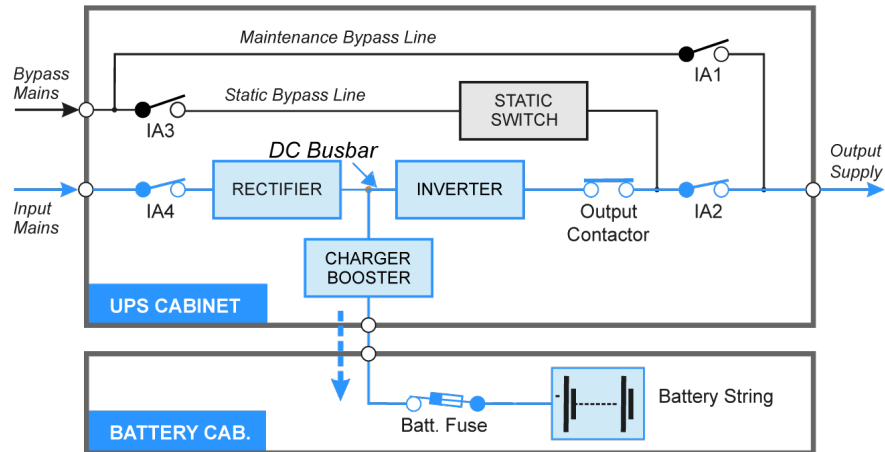 Maintenance Bypass Line
IA1
Bypass
Mains
Static Bypass Line
STATIC
SWITCH
IA3
DC Busbar
Output
Supply
RECTIFIER
INVERTER
Input
Mains
IA4
Output
Contactor
IA2
CHARGER
BOOSTER
UPS CABINET
Batt. Fuse
Battery String
BATTERY CAB.